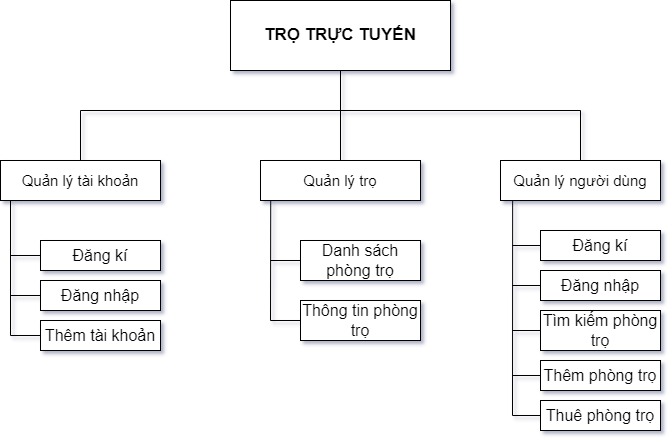 TRỌ TRỰC TUYẾN
Quản lý tài khoản
Quản lý trọ
Quản lý người dùng
Đăng kí
Đăng nhập
Thêm tài khoản
Danh sách
phòng trọ
Thông tin phòng
trọ
Đăng kí
Đăng nhập
Tìm kiếm phòng
trọ
Thêm phòng trọ
Thuê phòng trọ